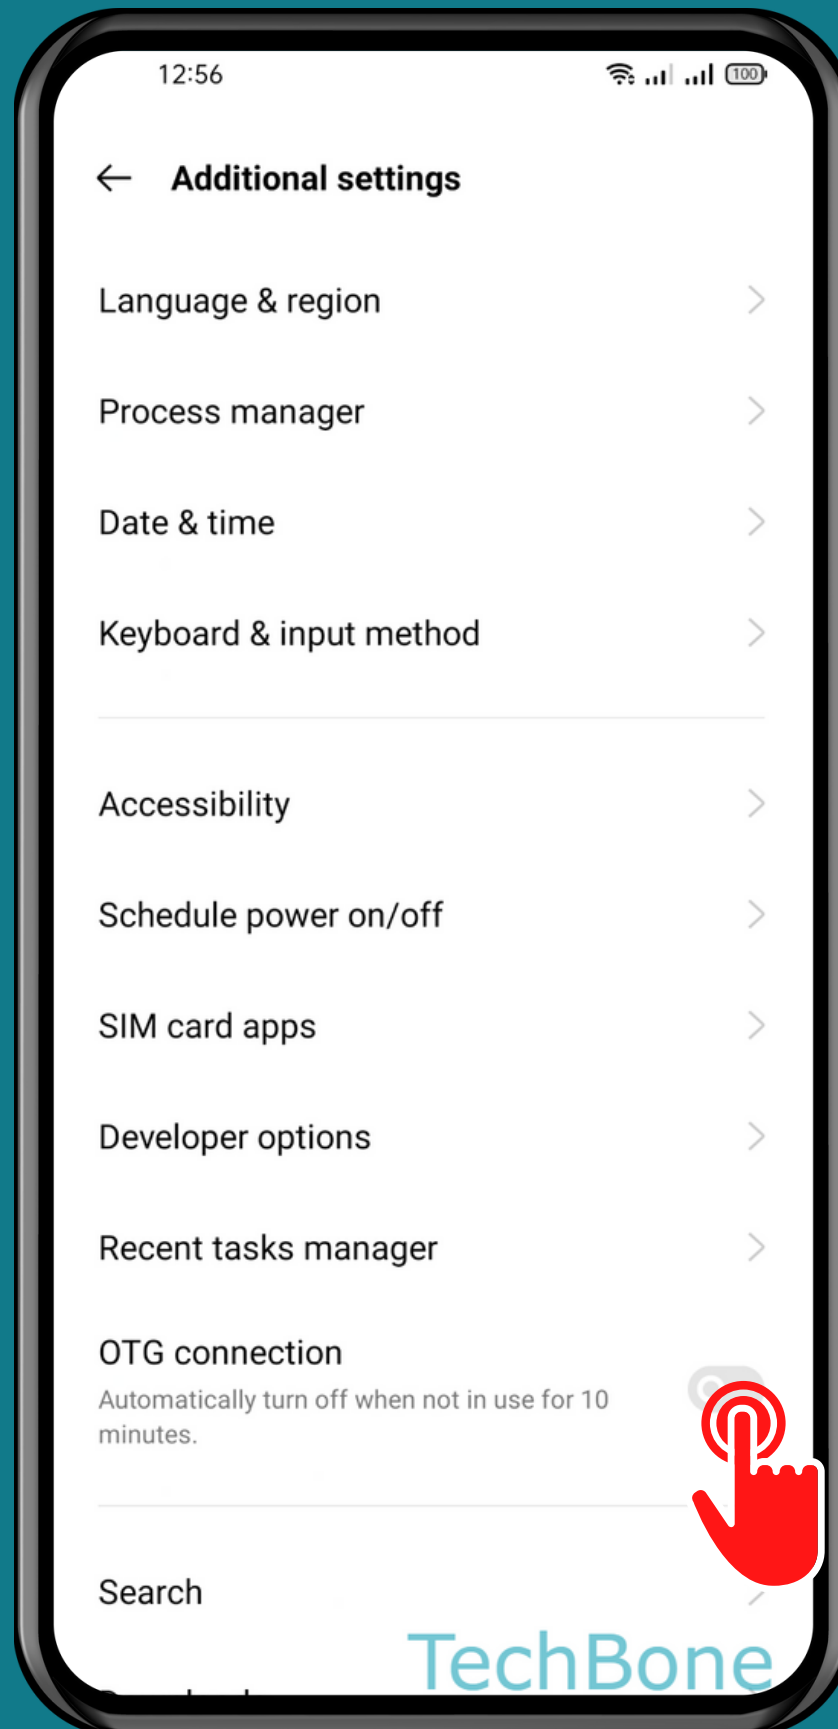 12:56
100
Additional settings
Language & region
Process manager
Date & time
Keyboard & input method
Accessibility
Schedule power on/off
SIM card apps
Developer options
Recent tasks manager
OTG connection
Automatically turn off when not in use for 10
minutes.
Search
TechBone